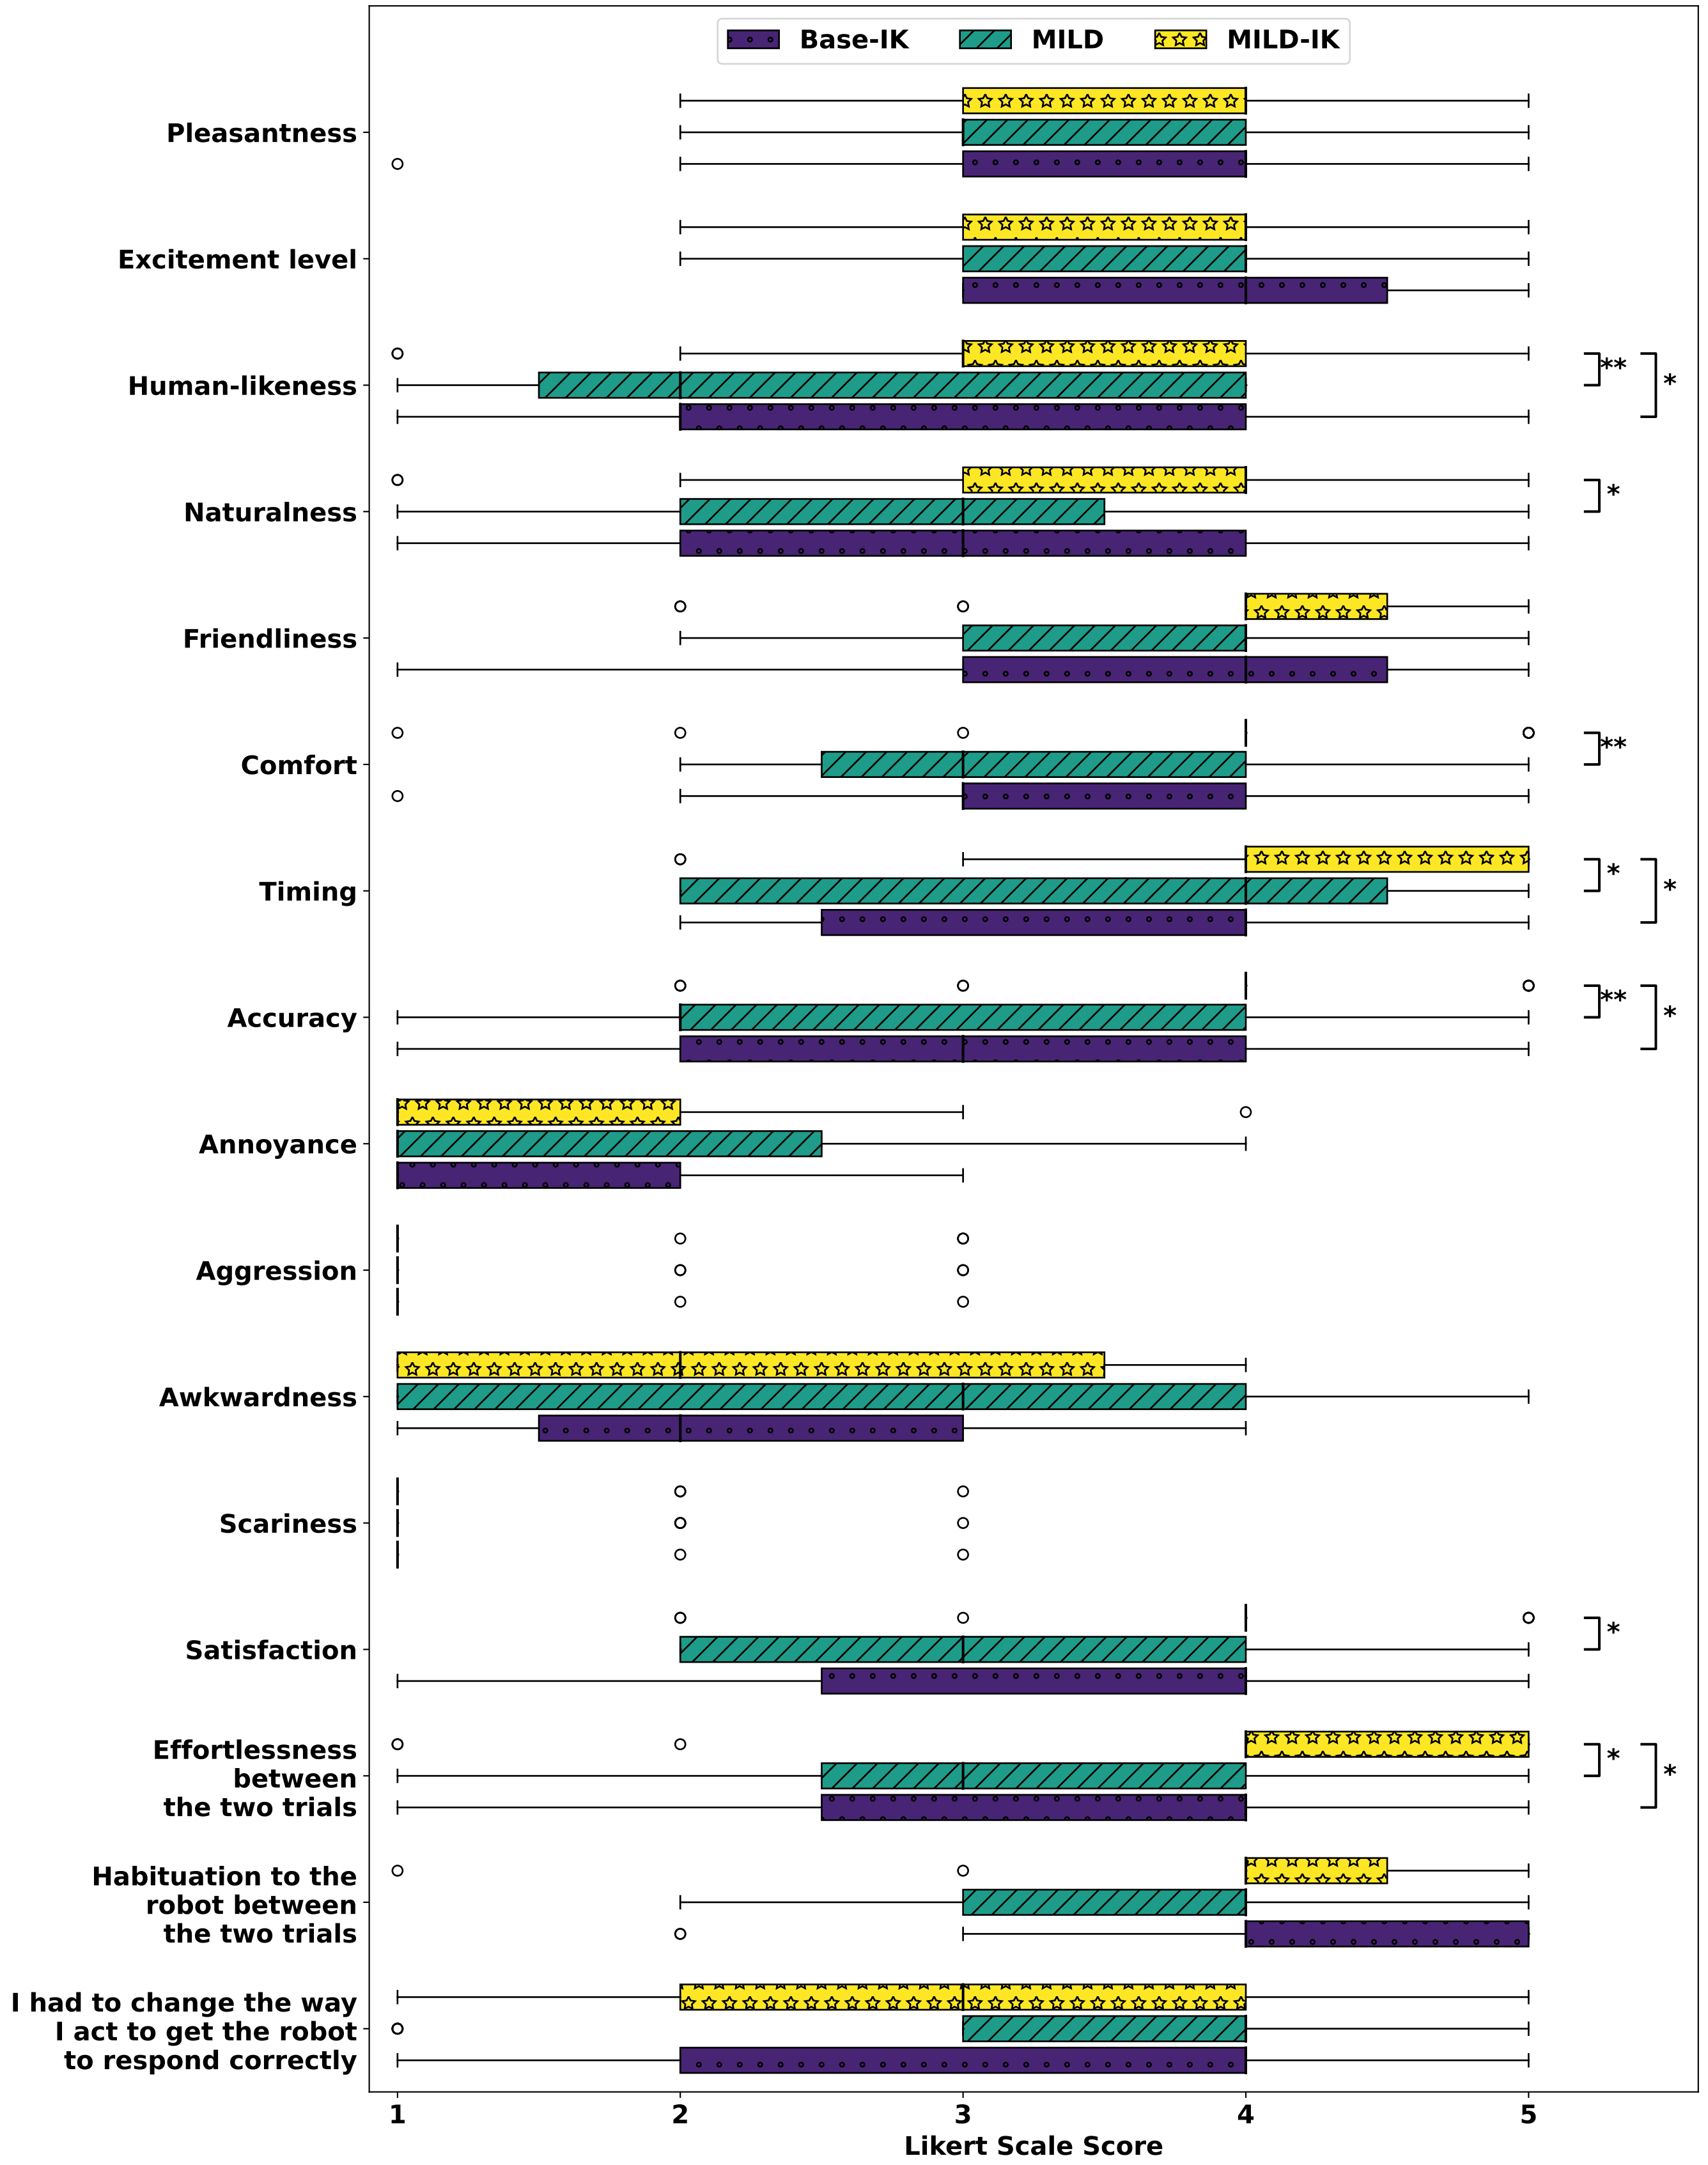 Base-IK MILD MILD-IK
Pleasantness
Excitement level
Human-likeness
** *
Naturalness
*
Friendliness
Comfort
**
Timing
* *
Accuracy
** *
Annoyance
Aggression
Awkwardness
Scariness
Satisfaction
*
Effortlessness
between
the two trials
* *
Habituation to the
robot between
the two trials
I had to change the way
I act to get the robot
to respond correctly
1 2 3 4 5
Likert Scale Score